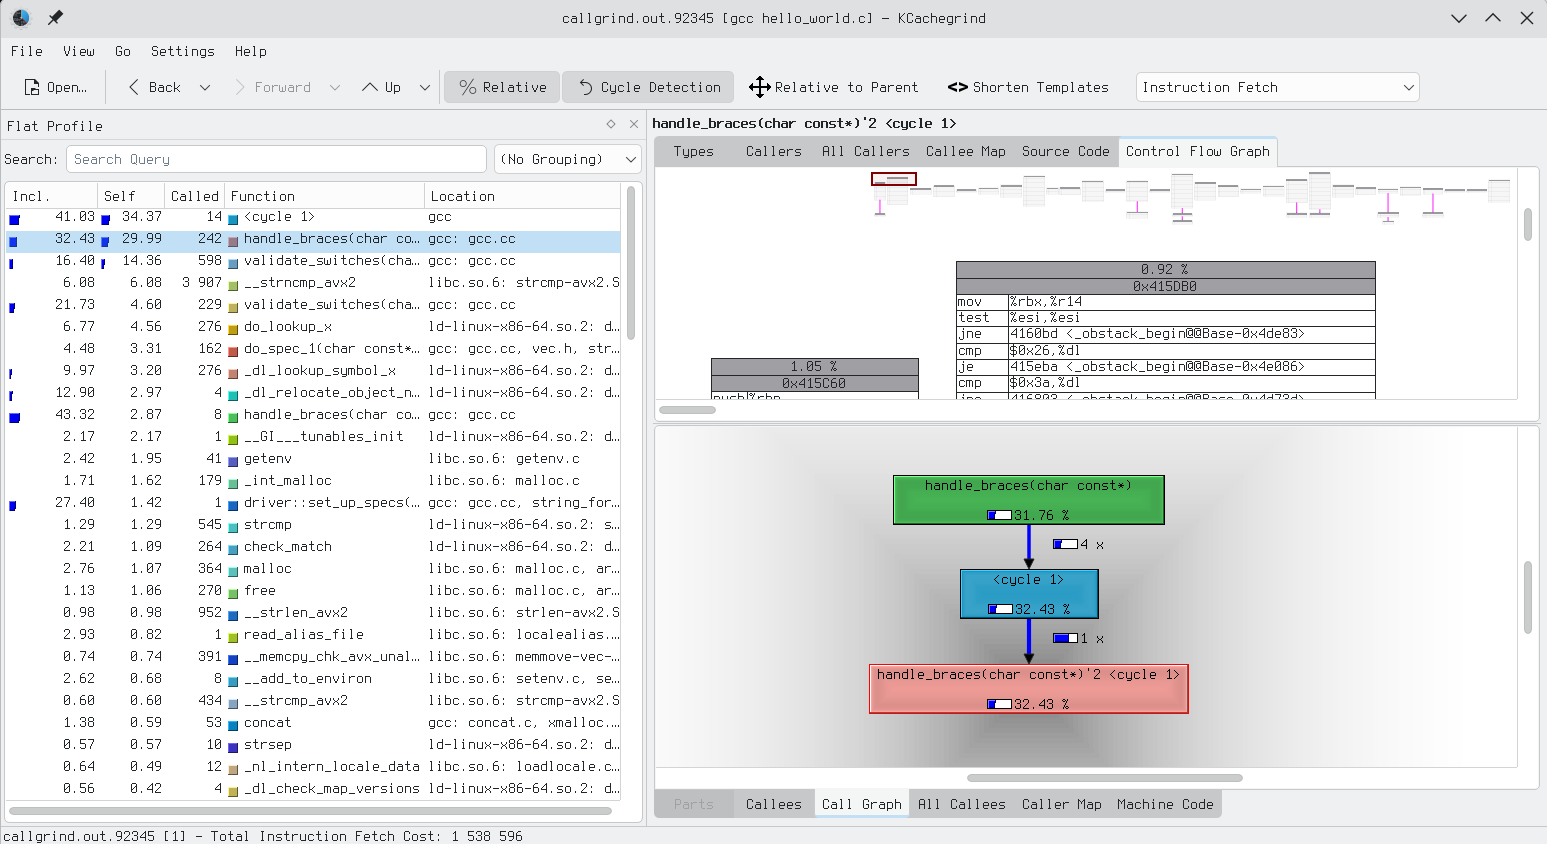 callgrind.out.92345 [gcc hello_world.c] – KCachegrind
File View Go Settings Help
Open… Back Forward Up Relative Cycle Detection Relative to Parent <> Shorten Templates Instruction Fetch
Flat Profile
Search: Search Query (No Grouping)
Incl. Self Called Function Location
41.03 34.37 14 <cycle 1> gcc
32.43 29.99 242 handle_braces(char co… gcc: gcc.cc
16.40 14.36 598 validate_switches(cha… gcc: gcc.cc
6.08 6.08 3 907 __strncmp_avx2 libc.so.6: strcmp-avx2.S
21.73 4.60 229 validate_switches(cha… gcc: gcc.cc
6.77 4.56 276 do_lookup_x ld-linux-x86-64.so.2: d…
4.48 3.31 162 do_spec_1(char const*… gcc: gcc.cc, vec.h, str…
9.97 3.20 276 _dl_lookup_symbol_x ld-linux-x86-64.so.2: d…
12.90 2.97 4 _dl_relocate_object_n… ld-linux-x86-64.so.2: d…
43.32 2.87 8 handle_braces(char co… gcc: gcc.cc
2.17 2.17 1 __GI___tunables_init ld-linux-x86-64.so.2: d…
2.42 1.95 41 getenv libc.so.6: getenv.c
1.71 1.62 179 _int_malloc libc.so.6: malloc.c
27.40 1.42 1 driver::set_up_specs(… gcc: gcc.cc, string_for…
1.29 1.29 545 strcmp ld-linux-x86-64.so.2: s…
2.21 1.09 264 check_match ld-linux-x86-64.so.2: d…
2.76 1.07 364 malloc libc.so.6: malloc.c, ar…
1.13 1.06 270 free libc.so.6: malloc.c, ar…
0.98 0.98 952 __strlen_avx2 libc.so.6: strlen-avx2.S
2.93 0.82 1 read_alias_file libc.so.6: localealias.…
0.74 0.74 391 __memcpy_chk_avx_unal… libc.so.6: memmove-vec-…
2.62 0.68 8 __add_to_environ libc.so.6: setenv.c, se…
0.60 0.60 434 __strcmp_avx2 libc.so.6: strcmp-avx2.S
1.38 0.59 53 concat gcc: concat.c, xmalloc.…
0.57 0.57 10 strsep ld-linux-x86-64.so.2: d…
0.64 0.49 12 _nl_intern_locale_data libc.so.6: loadlocale.c…
0.56 0.42 4 _dl_check_map_versions ld-linux-x86-64.so.2: d…
handle_braces(char const*)'2 <cycle 1>
Types Callers All Callers Callee Map Source Code Control Flow Graph
0.92 %
0x415DB0
mov %rbx,%r14
test %esi,%esi
jne 4160bd <_obstack_begin@@Base-0x4de83>
cmp $0x26,%dl
je 415eba <_obstack_begin@@Base-0x4e086>
cmp $0x3a,%dl
jne 416803 <_obstack_begin@@Base-0x4d73d>
1.05 %
0x415C60
push %rbp
handle_braces(char const*)
31.76 %
4 x
<cycle 1>
32.43 %
1 x
handle_braces(char const*)'2 <cycle 1>
32.43 %
Parts Callees Call Graph All Callees Caller Map Machine Code
callgrind.out.92345 [1] – Total Instruction Fetch Cost: 1 538 596